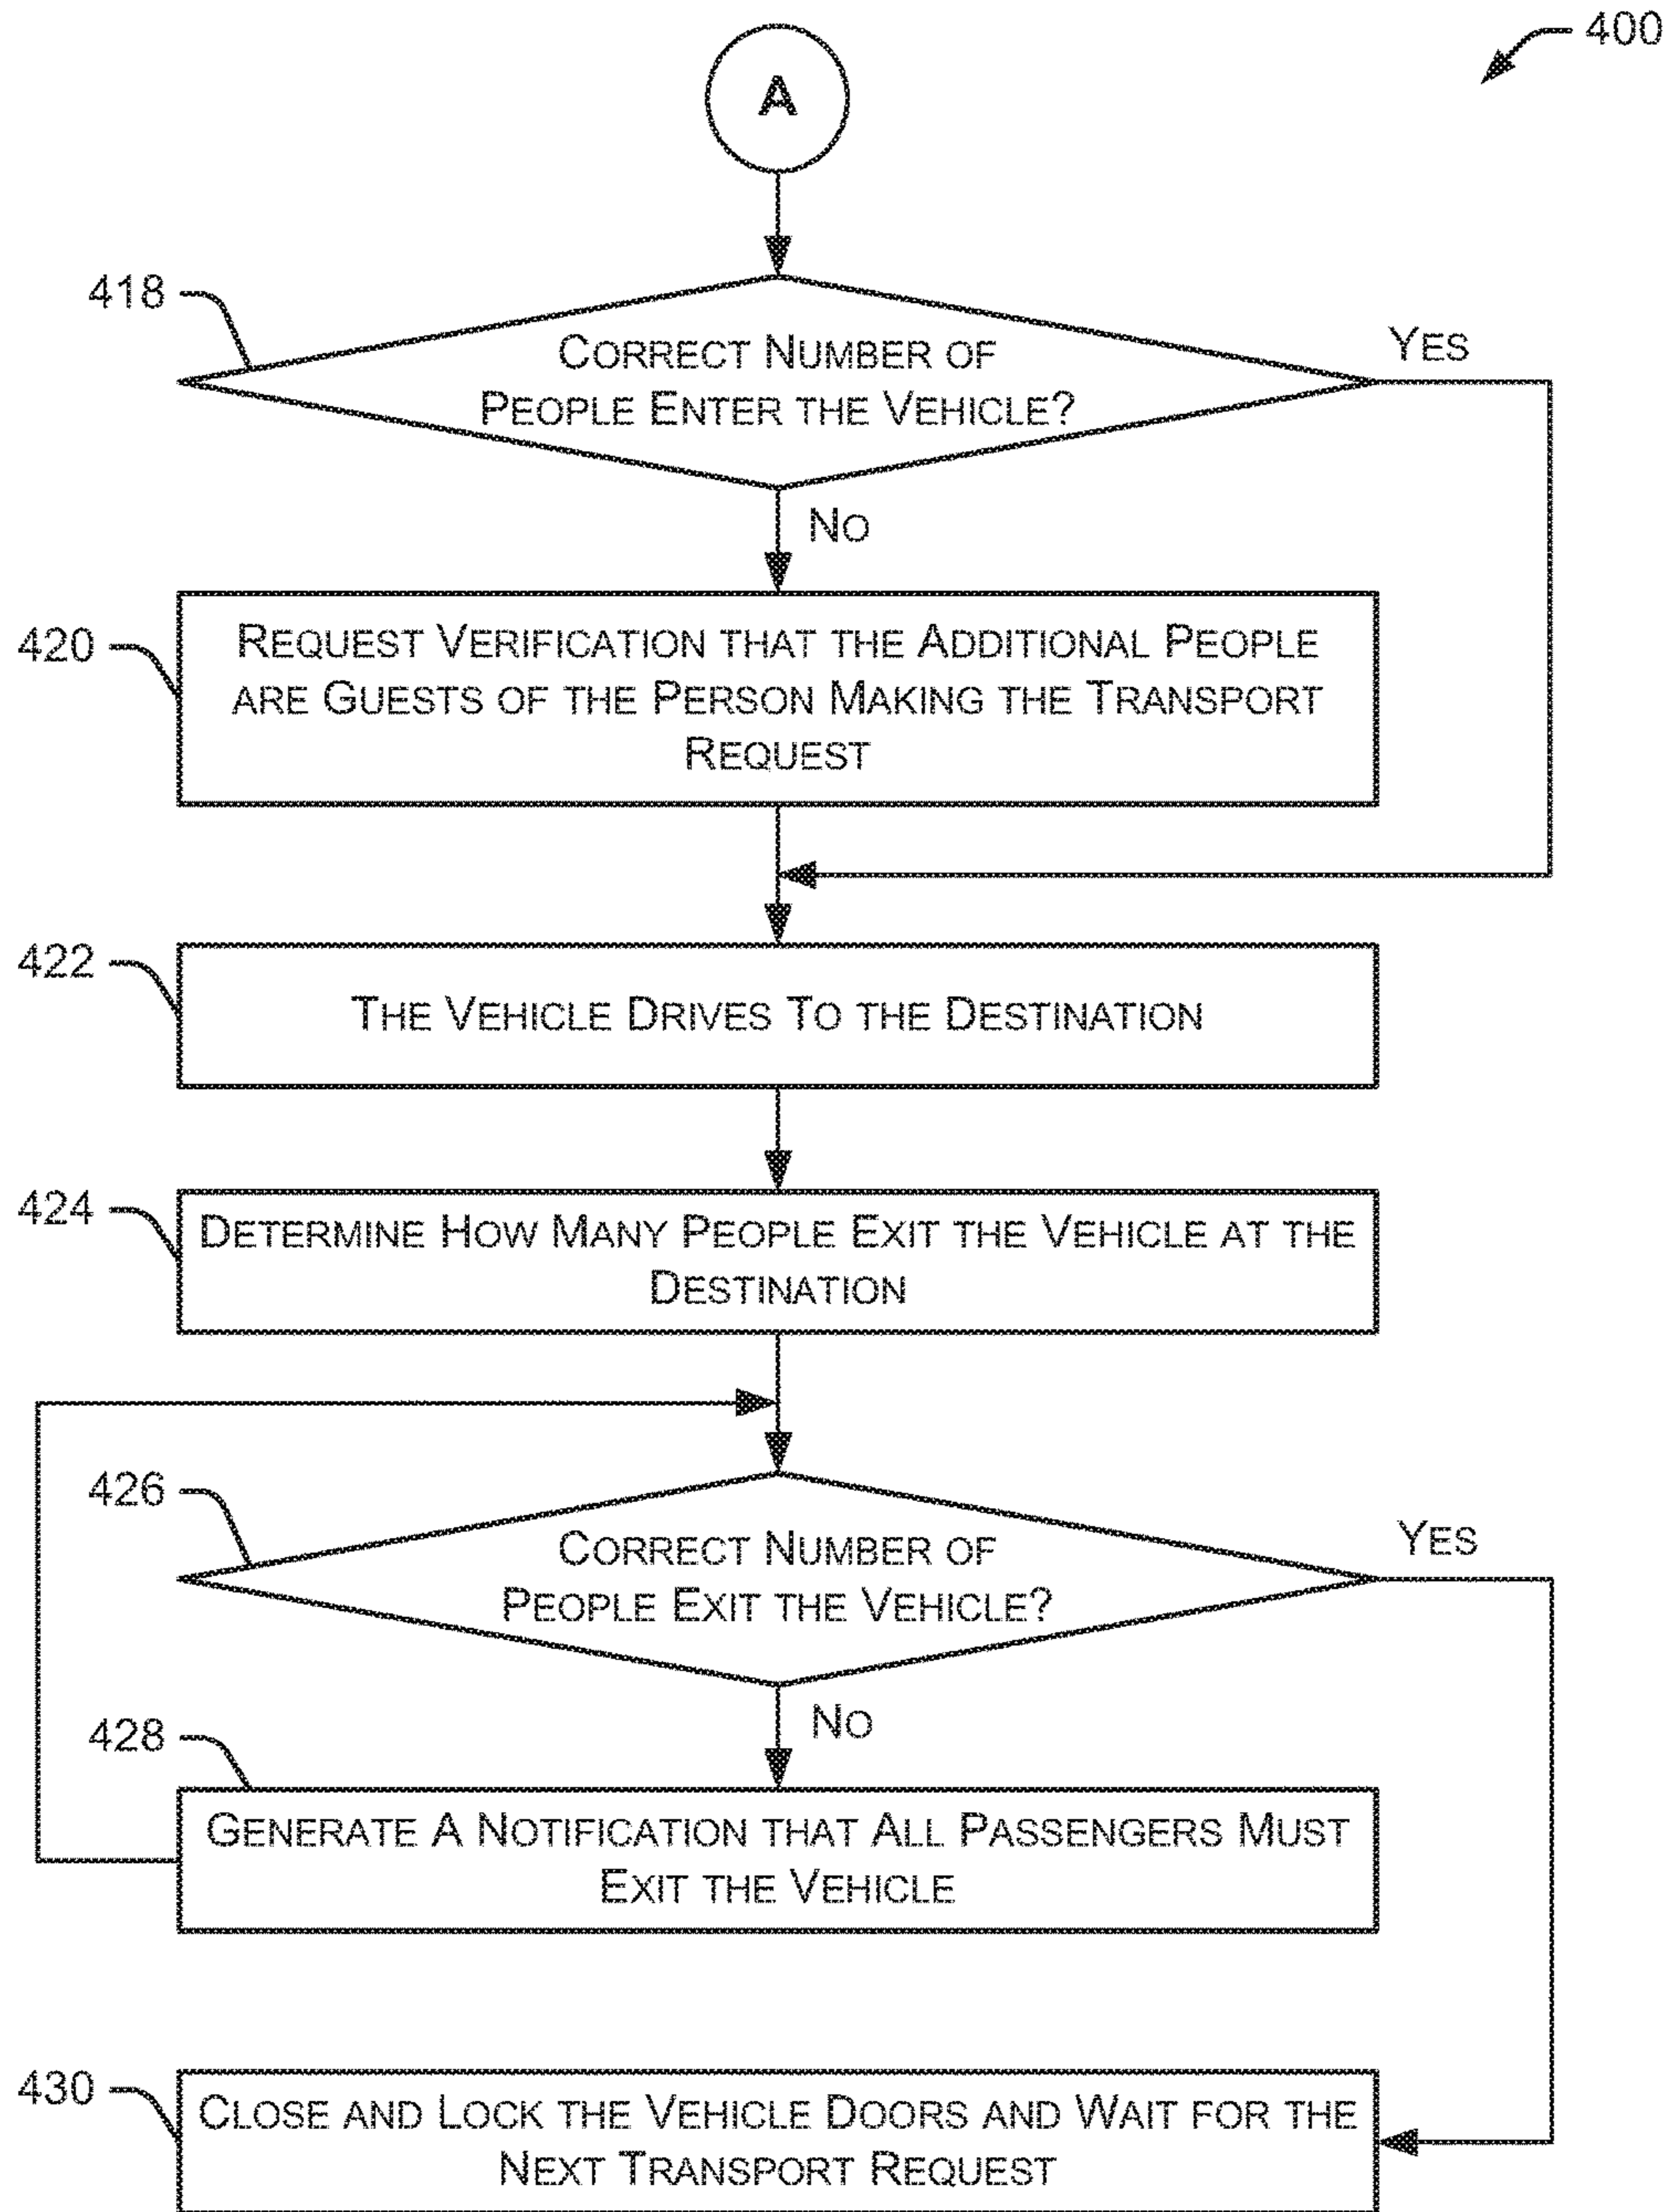 400
A
418
CORRECT NUMBER OF
PEOPLE ENTER THE VEHICLE?
YES
NO
420
REQUEST VERIFICATION THAT THE ADDITIONAL PEOPLE
ARE GUESTS OF THE PERSON MAKING THE TRANSPORT
REQUEST
422
THE VEHICLE DRIVES TO THE DESTINATION
424
DETERMINE HOW MANY PEOPLE EXIT THE VEHICLE AT THE
DESTINATION
426
CORRECT NUMBER OF
PEOPLE EXIT THE VEHICLE?
YES
NO
428
GENERATE A NOTIFICATION THAT ALL PASSENGERS MUST
EXIT THE VEHICLE
430
CLOSE AND LOCK THE VEHICLE DOORS AND WAIT FOR THE
NEXT TRANSPORT REQUEST